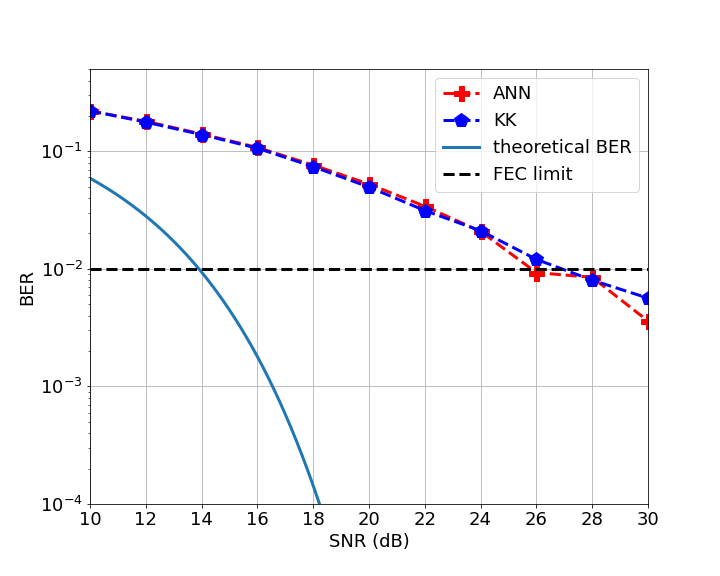 ANN
KK
theoretical BER
FEC limit
BER
10⁻¹
10⁻²
10⁻³
10⁻⁴
10 12 14 16 18 20 22 24 26 28 30
SNR (dB)